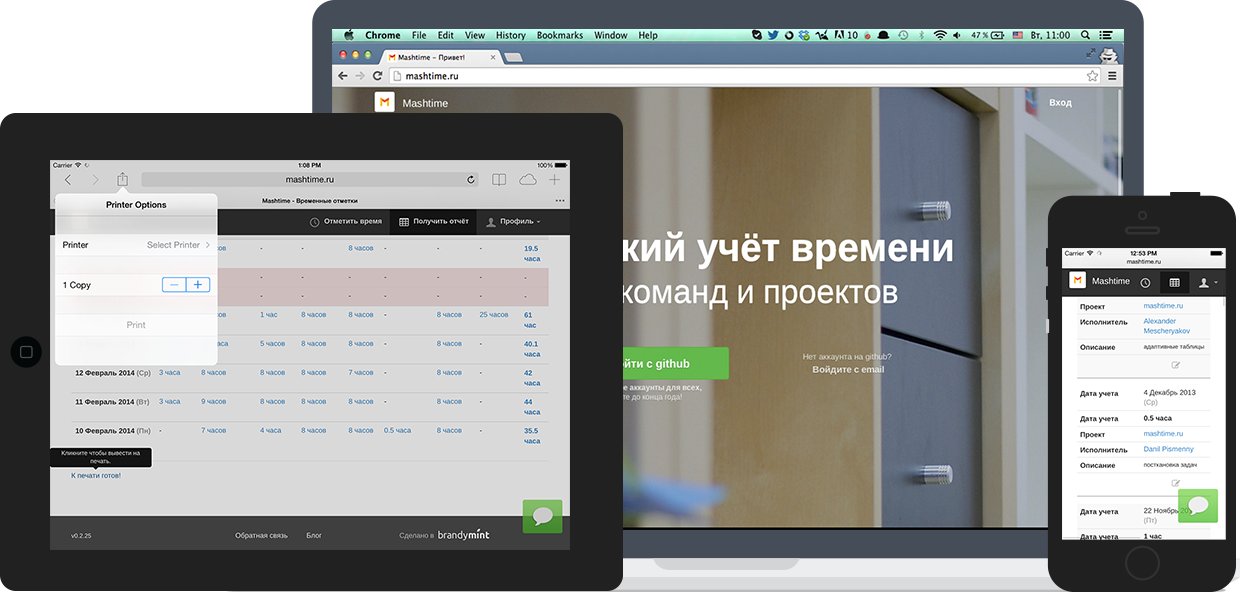 Chrome File Edit View History Bookmarks Window Help 10 47 % Вт, 11:00
Mashtime – Привет!
mashtime.ru
Mashtime
Вход
кий учёт времени
команд и проектов
йти с github
е аккаунты для всех,
те до конца года!
Нет аккаунта на github?
Войдите с email
Carrier 1:08 PM 100%
mashtime.ru
Mashtime - Временные отметки
Отметить время Получить отчёт Профиль
Printer Options
Printer Select Printer
1 Copy
Print
ов - - 8 часов - - - 19.5
часа
- - - - - -
- - - - - -
1 час 8 часов 8 часов - 8 часов 25 часов 61
час
аса 5 часов 8 часов 8 часов - 8 часов - 40.1
часа
12 Февраль 2014 (Ср) 3 часа 8 часов 8 часов 8 часов 7 часов - 8 часов - 42
часа
11 Февраль 2014 (Вт) 3 часа 9 часов 8 часов 8 часов 8 часов - 8 часов - 44
часа
10 Февраль 2014 (Пн) - 7 часов 4 часа 8 часов 8 часов 0.5 часа 8 часов - 35.5
часа
Кликните чтобы вывести на
печать.
К печати готов!
v0.2.25 Обратная связь Блог Сделано в brandymint
Carrier 12:53 PM
mashtime.ru
Mashtime
Проект mashtime.ru
Исполнитель Alexander
Mescheryakov
Описание адаптивные таблицы
Дата учета 4 Декабрь 2013
(Ср)
Дата учета 0.5 часа
Проект mashtime.ru
Исполнитель Danil Pismenny
Описание постановка задач
Дата учета 22 Ноябрь 20
(Пт)
Дата учета 1 час